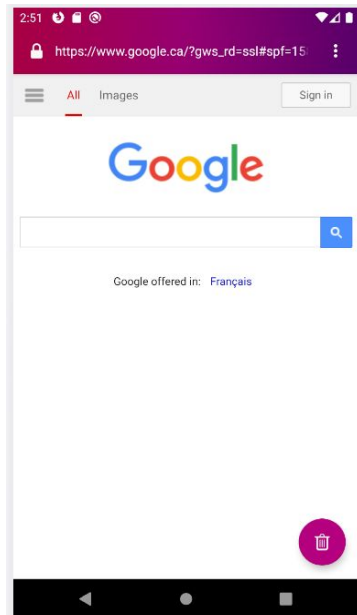 2:51
https://www.google.ca/?gws_rd=ssl#spf=15
All Images Sign in
Google
Google offered in: Français